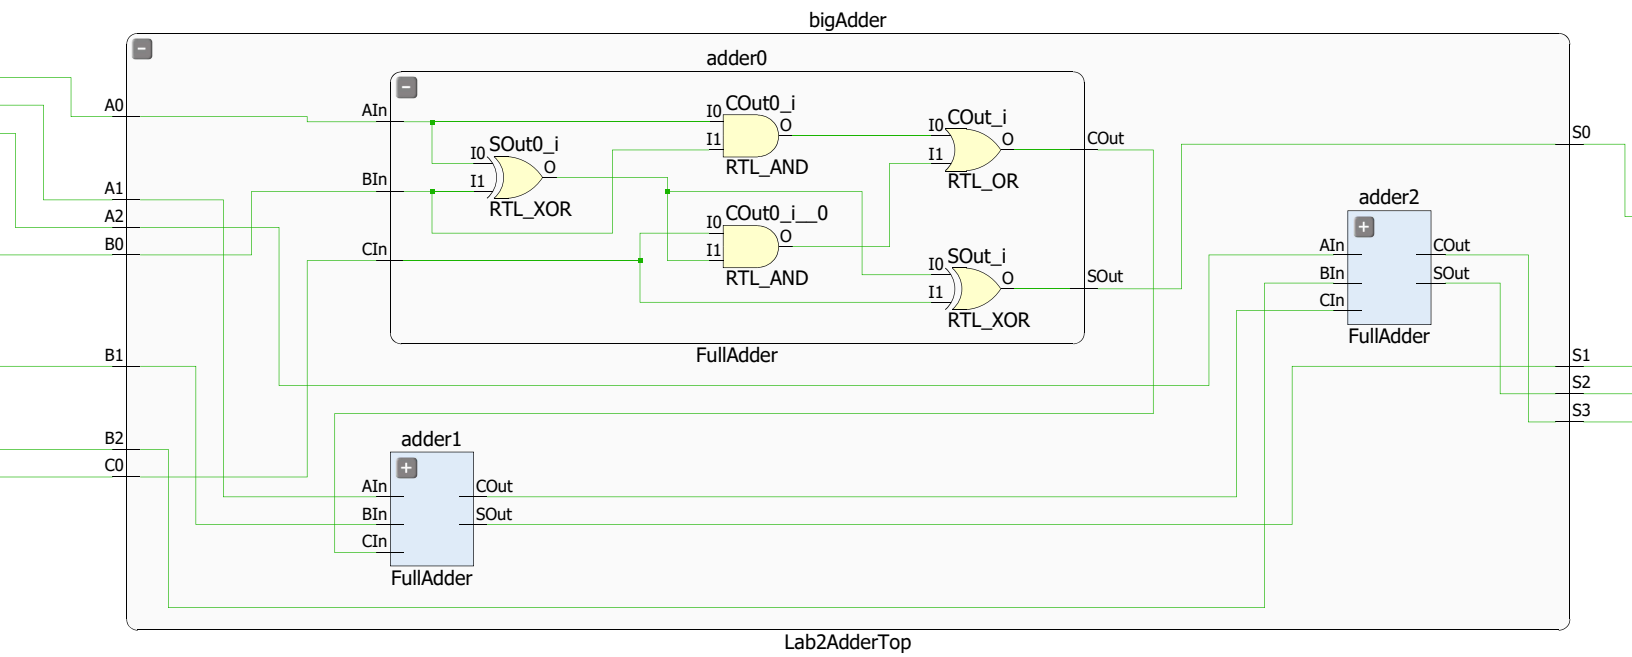 bigAdder
adder0
A0
A1
A2
B0
B1
B2
C0
AIn
BIn
CIn
I0
I1
SOut0_i
O
RTL_XOR
I0
I1
COut0_i
O
RTL_AND
I0
I1
COut0_i__0
O
RTL_AND
I0
I1
COut_i
O
RTL_OR
I0
I1
SOut_i
O
RTL_XOR
COut
SOut
FullAdder
adder1
AIn
BIn
CIn
COut
SOut
FullAdder
adder2
AIn
BIn
CIn
COut
SOut
FullAdder
S0
S1
S2
S3
Lab2AdderTop